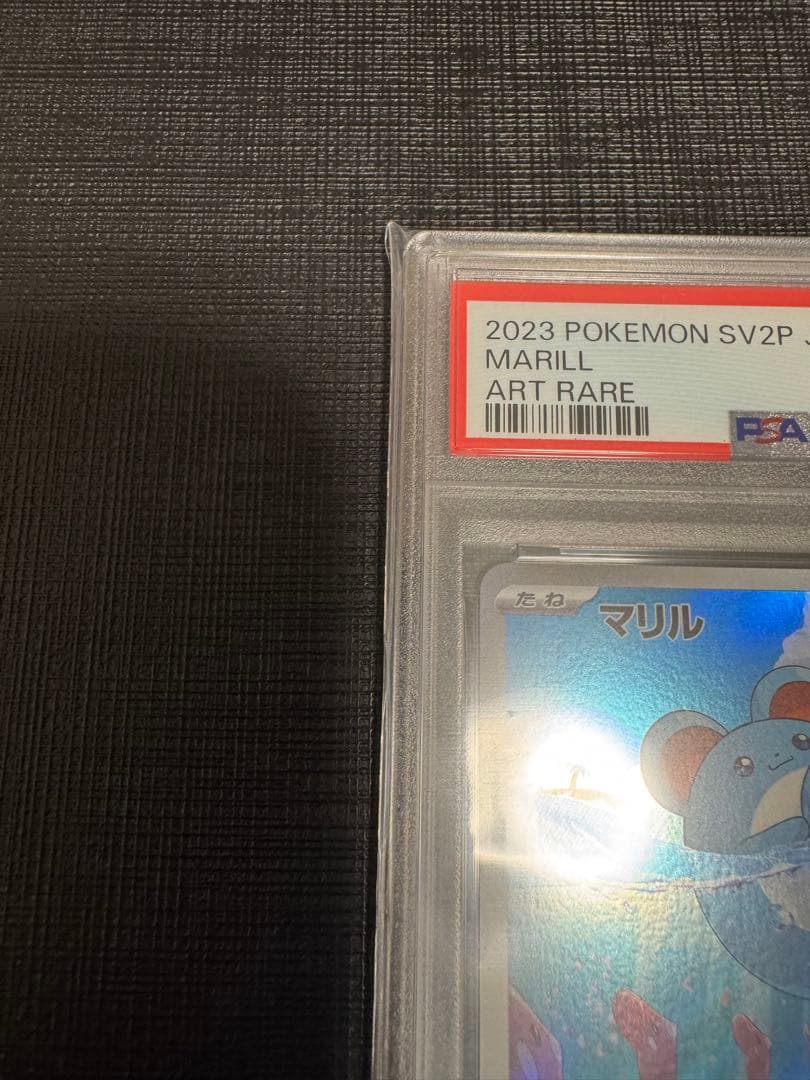 2023 POKEMON SV2P
MARILL
ART RARE
PSA
たね
マリル